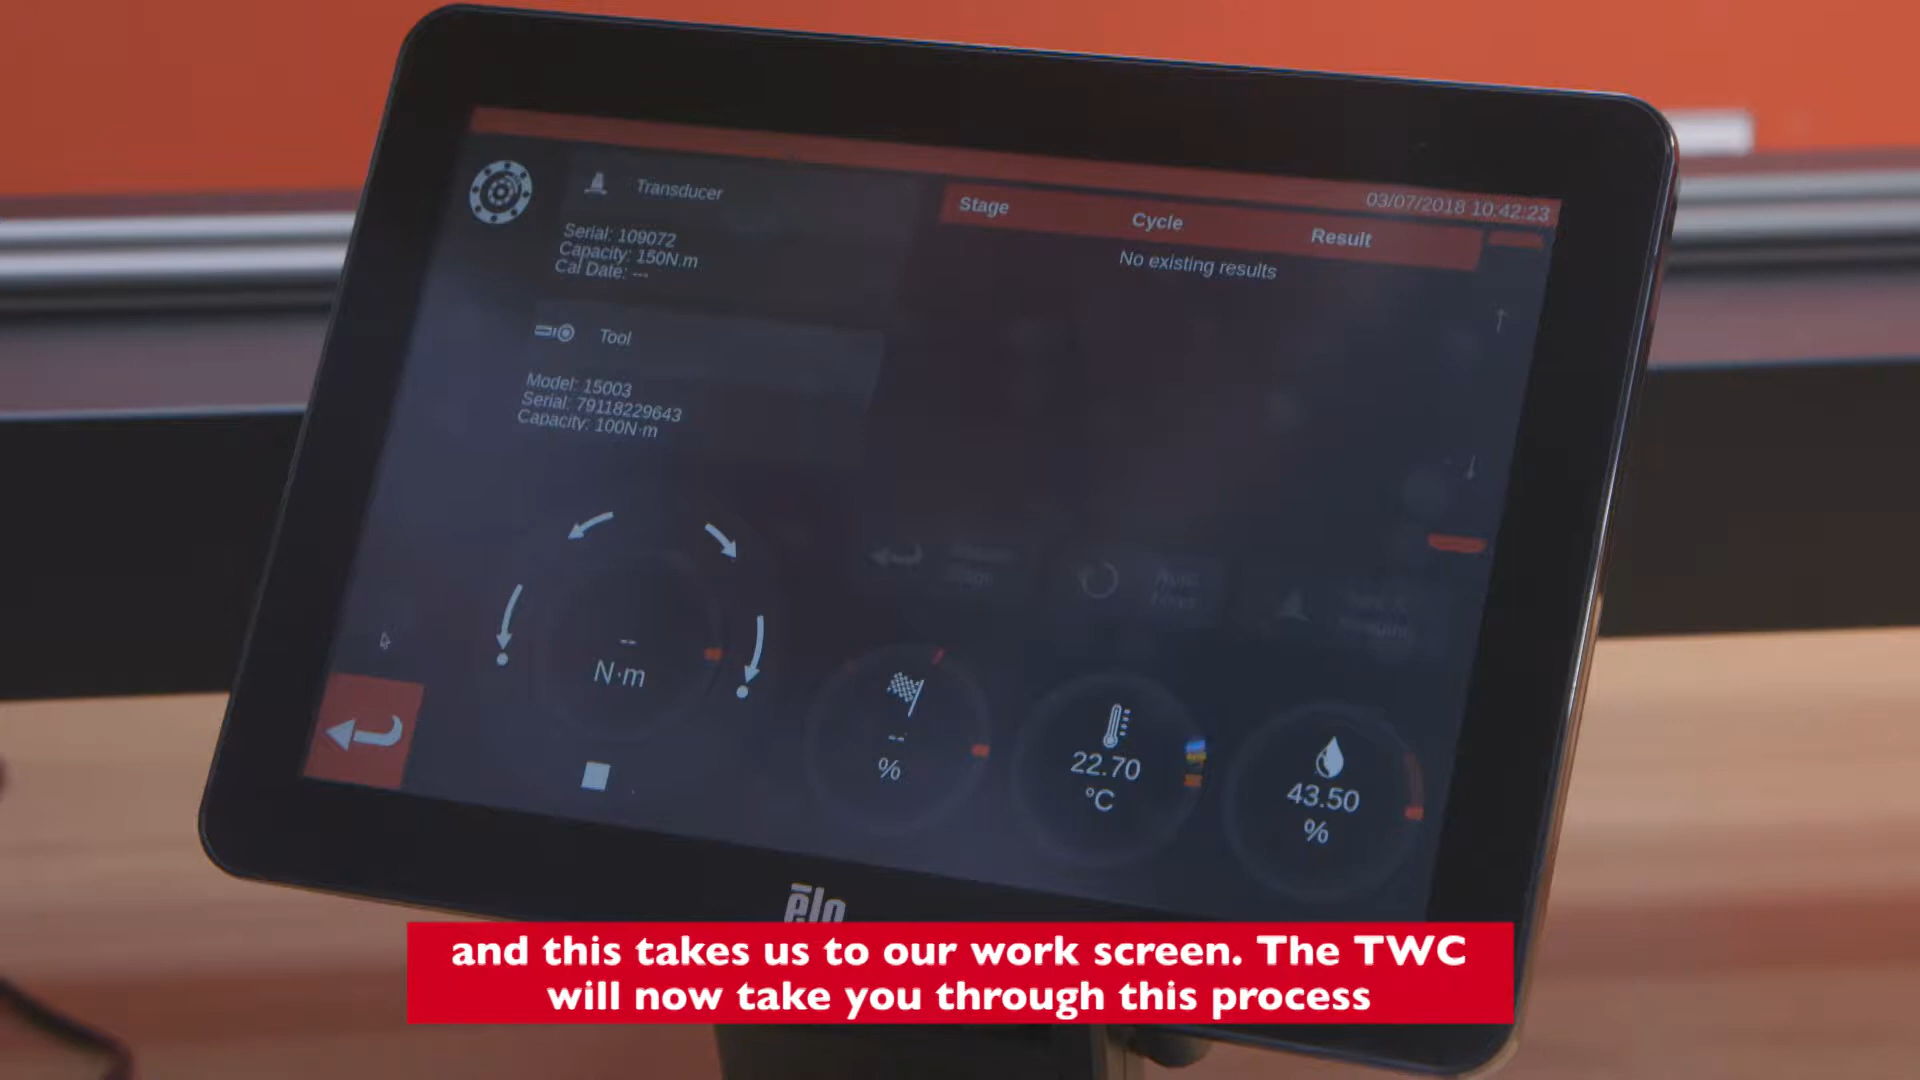 03/07/2018 10:42:23
Transducer
Serial: 109072
Capacity: 150N.m
Cal Date: ---
Stage Cycle Result
No existing results
Tool
Model: 15003
Serial: 79118229643
Capacity: 100N·m
--
N·m
--
%
22.70
°C
43.50
%
elo
and this takes us to our work screen. The TWC
will now take you through this process